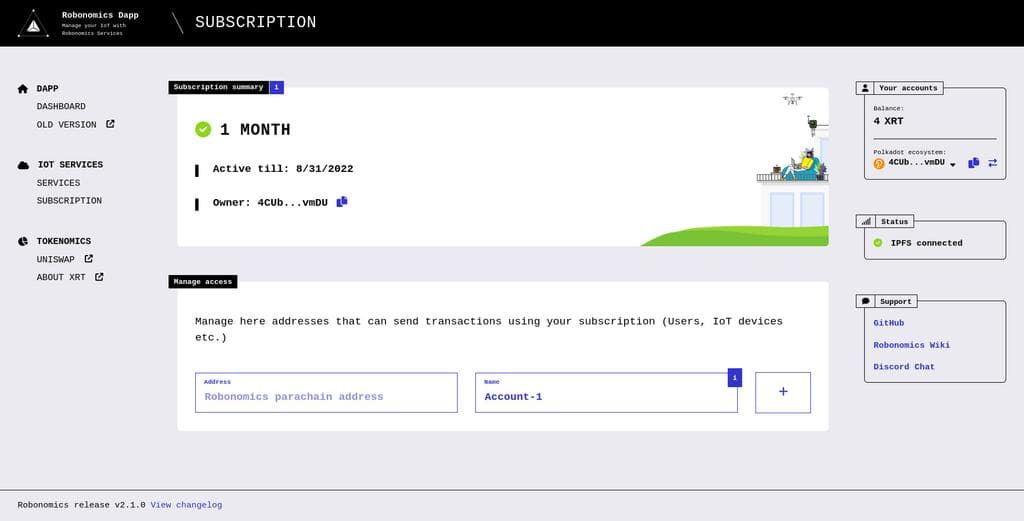 Robonomics Dapp
Manage your IoT with
Robonomics Services
SUBSCRIPTION
DAPP
DASHBOARD
OLD VERSION
IOT SERVICES
SERVICES
SUBSCRIPTION
TOKENOMICS
UNISWAP
ABOUT XRT
Subscription summary i
1 MONTH
Active till: 8/31/2022
Owner: 4CUb...vmDU
Manage access
Manage here addresses that can send transactions using your subscription (Users, IoT devices
etc.)
Address
Robonomics parachain address
Name
i
Account-1
+
Your accounts
Balance:
4 XRT
Polkadot ecosystem:
4CUb...vmDU
Status
IPFS connected
Support
GitHub
Robonomics Wiki
Discord Chat
Robonomics release v2.1.0 View changelog